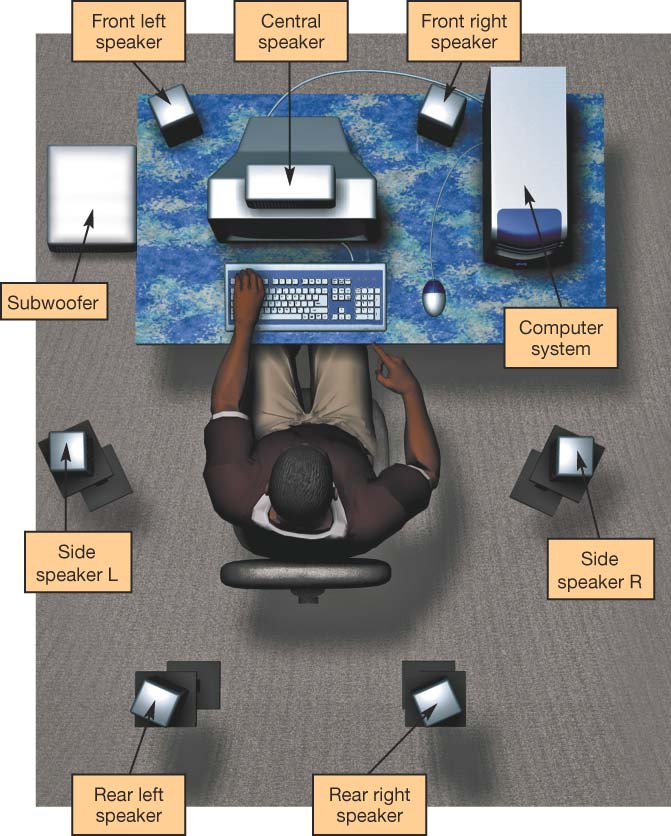 Front left
speaker
Central
speaker
Front right
speaker
Subwoofer
Computer
system
Side
speaker L
Side
speaker R
Rear left
speaker
Rear right
speaker